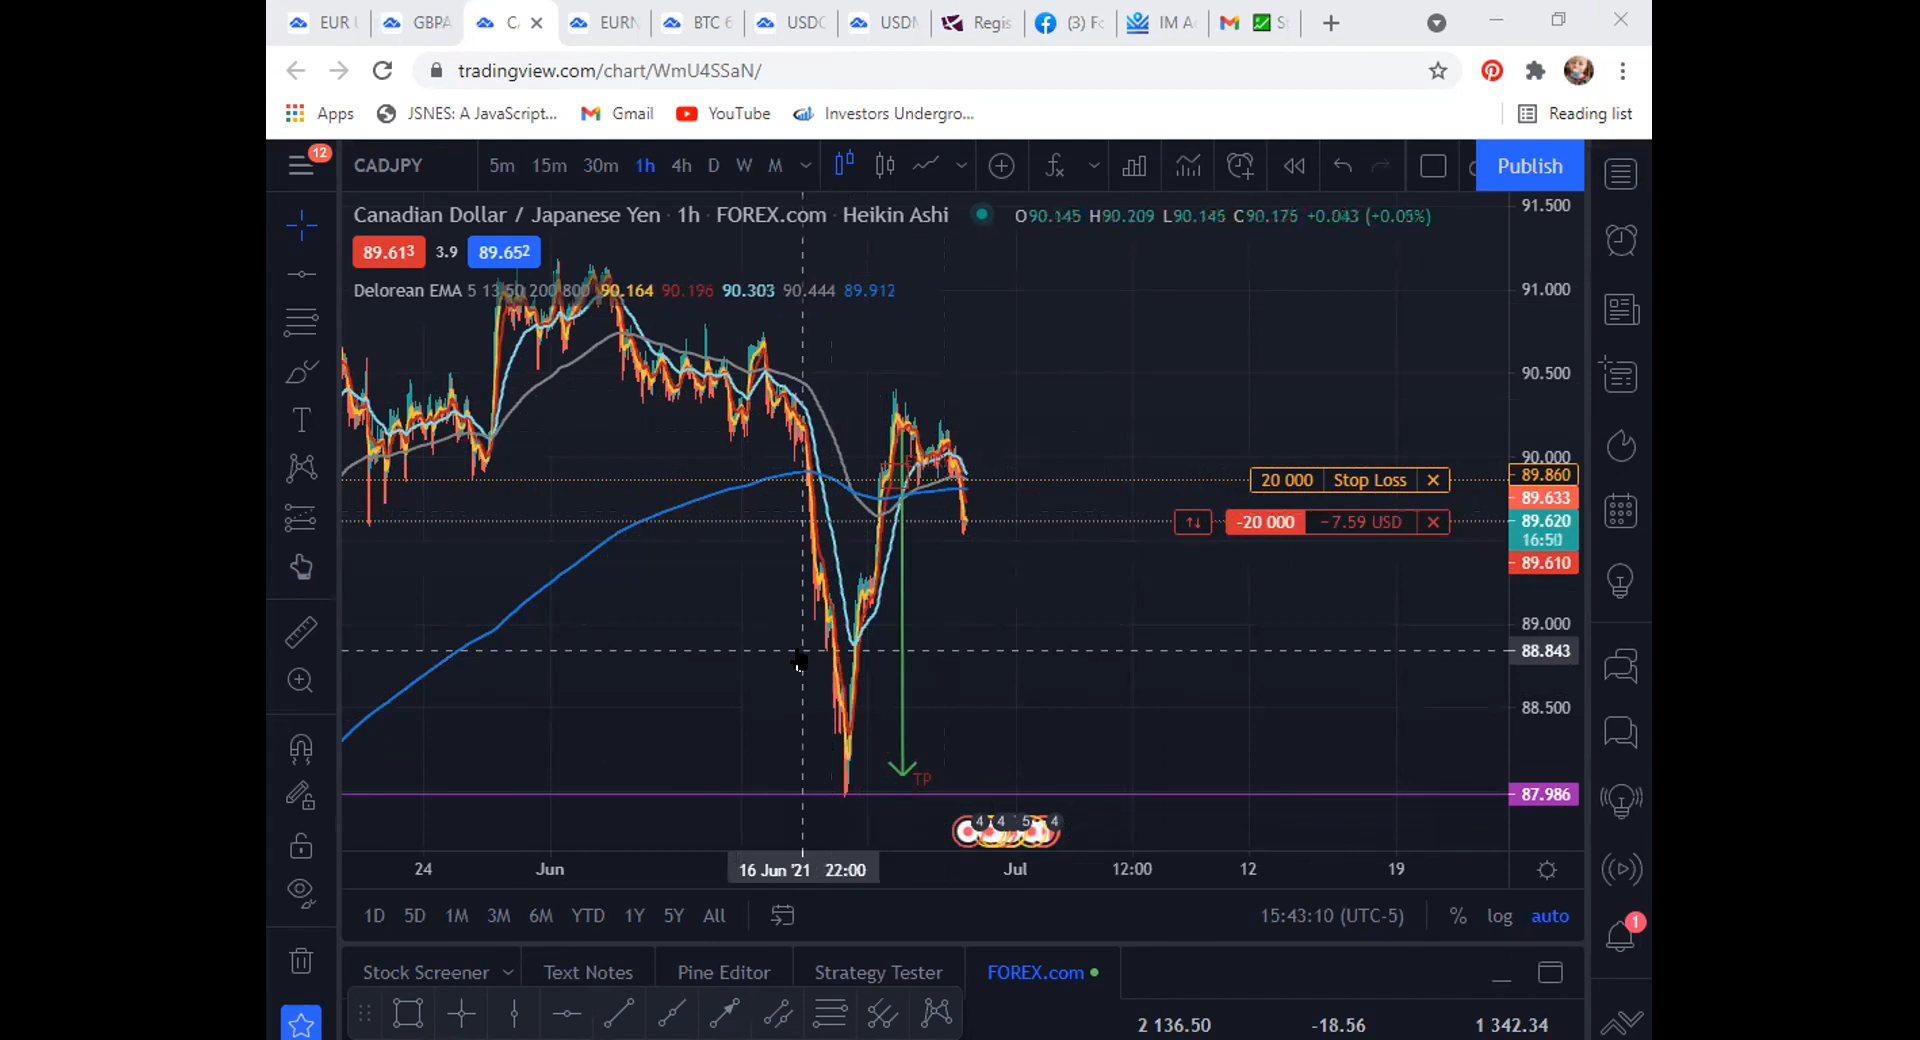 EUR
GBPA
C
EURN
BTC 6
USDC
USDM
Regis
(3) Fo
IM A
S
tradingview.com/chart/WmU4SSaN/
Apps
JSNES: A JavaScript...
Gmail
YouTube
Investors Undergro...
Reading list
12
CADJPY
5m 15m 30m 1h 4h D W M
Publish
Canadian Dollar / Japanese Yen · 1h · FOREX.com · Heikin Ashi
O90.145 H90.209 L90.145 C90.175 +0.043 (+0.05%)
89.613 3.9 89.652
Delorean EMA 5 13 50 200 800 90.164 90.196 90.303 90.444 89.912
91.500
91.000
90.500
90.000
20 000 Stop Loss
89.860
89.633
-20 000 −7.59 USD
89.620
16:50
89.610
89.000
88.843
88.500
TP
87.986
4 4 5 4
24 Jun 16 Jun '21 22:00 Jul 12:00 12 19
1D 5D 1M 3M 6M YTD 1Y 5Y All
15:43:10 (UTC-5) % log auto
1
Stock Screener Text Notes Pine Editor Strategy Tester FOREX.com
2 136.50 -18.56 1 342.34